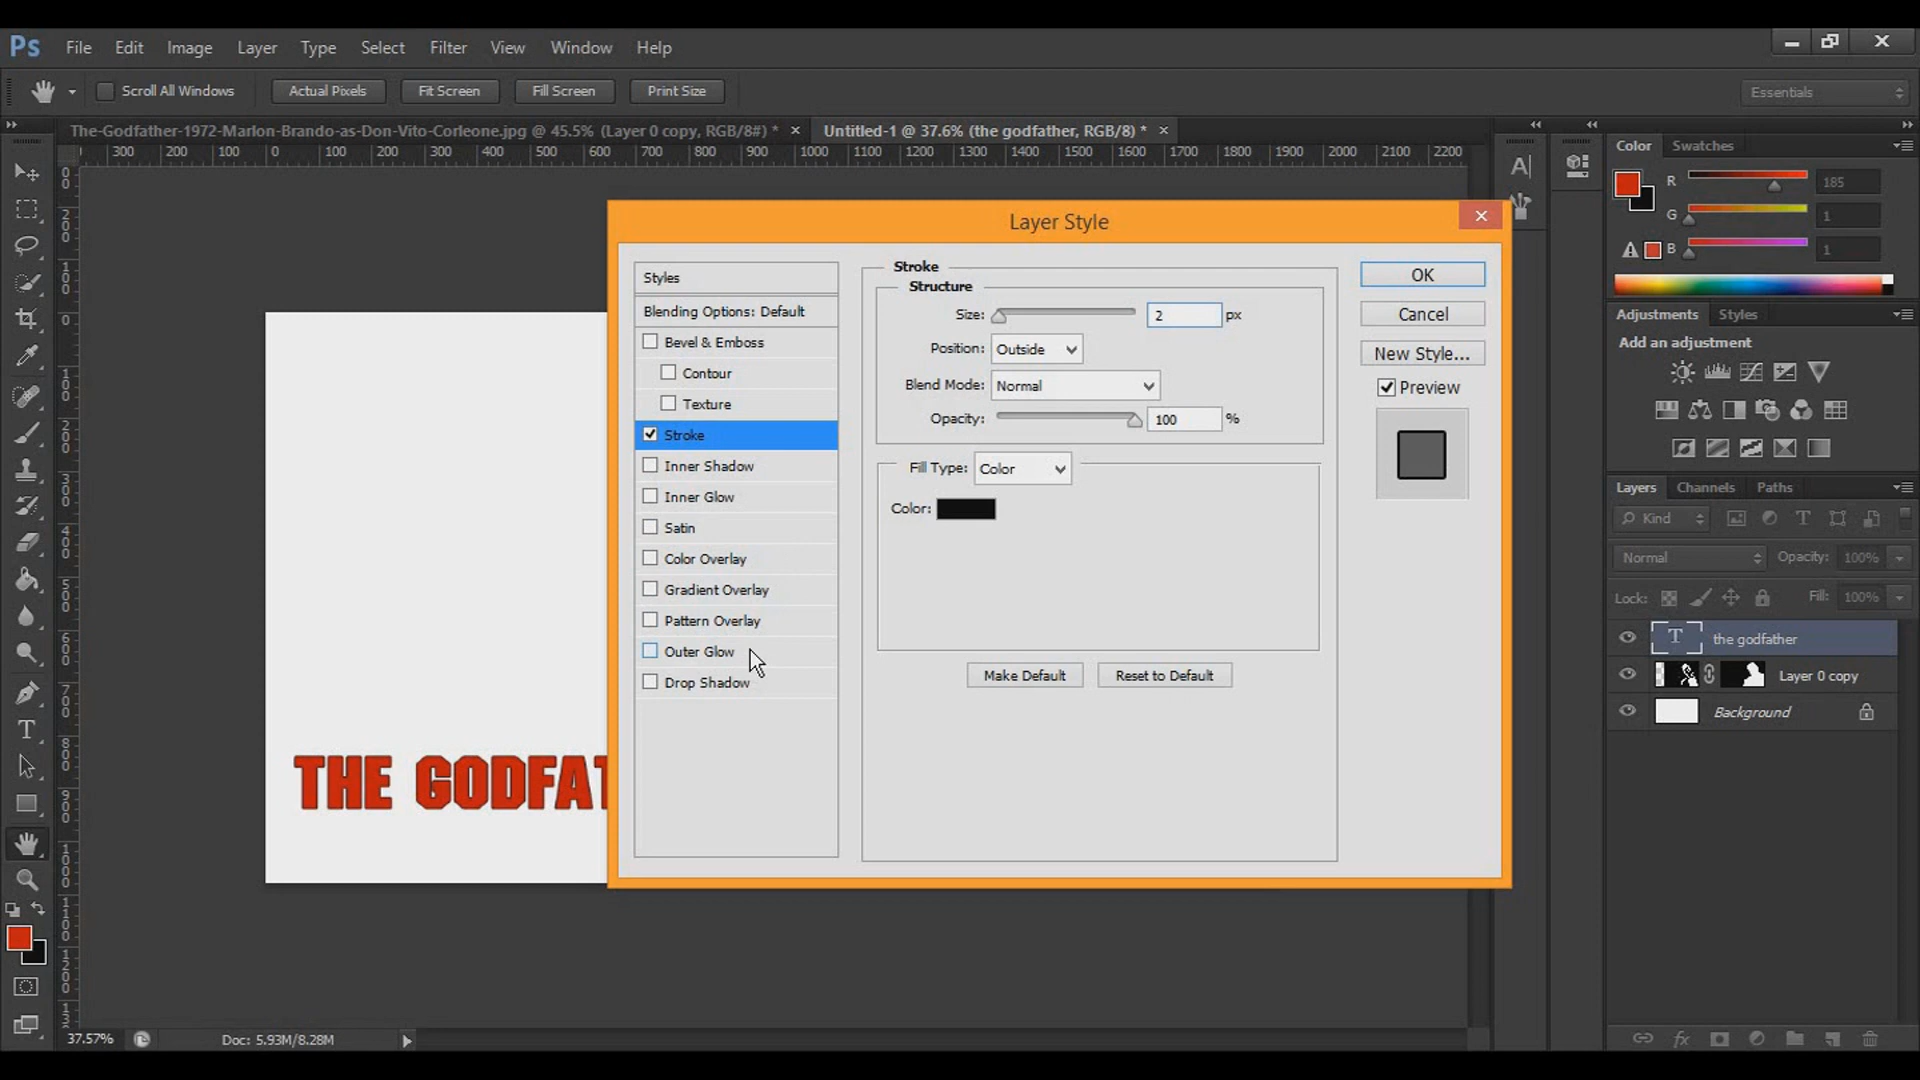 Ps File Edit Image Layer Type Select Filter View Window Help
Scroll All Windows Actual Pixels Fit Screen Fill Screen Print Size Essentials
The-Godfather-1972-Marlon-Brando-as-Don-Vito-Corleone.jpg @ 45.5% (Layer 0 copy, RGB/8#) * × Untitled-1 @ 37.6% (the godfather, RGB/8) * ×
300 200 100 0 100 200 300 400 500 600 700 800 900 1000 1100 1200 1300 1400 1500 1600 1700 1800 1900 2000 2100 2200
Color Swatches
R 185
G 1
B 1
Layer Style
Styles
Blending Options: Default
Bevel & Emboss
Contour
Texture
Stroke
Inner Shadow
Inner Glow
Satin
Color Overlay
Gradient Overlay
Pattern Overlay
Outer Glow
Drop Shadow
Stroke
Structure
Size: 2 px
Position: Outside
Blend Mode: Normal
Opacity: 100 %
Fill Type: Color
Color:
Make Default Reset to Default
OK
Cancel
New Style...
Preview
Adjustments Styles
Add an adjustment
Layers Channels Paths
Kind
Normal Opacity: 100%
Lock: Fill: 100%
T the godfather
Layer 0 copy
Background
THE GODFAT
37.57% Doc: 5.93M/8.28M